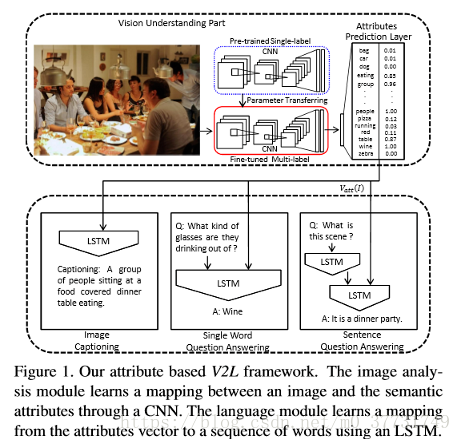 Vision Understanding Part
Attributes
Prediction Layer
Pre-trained Single-label
CNN
Parameter Transferring
CNN
Fine-tuned Multi-label
bag 0.01
car 0.01
dog 0.00
eating 0.89
group 0.96
people 1.00
pizza 0.12
running 0.03
red 0.11
table 0.87
wine 1.00
zebra 0.00
V_att(I)
LSTM
Captioning: A group
of people sitting at a
food covered dinner
table eating.
Image
Captioning
Q: What kind of
glasses are they
drinking out of ?
LSTM
A: Wine
Single Word
Question Answering
Q: What is
this scene ?
LSTM
LSTM
A: It is a dinner party.
Sentence
Question Answering
Figure 1. Our attribute based V2L framework. The image analy-
sis module learns a mapping between an image and the semantic
attributes through a CNN. The language module learns a mapping
from the attributes vector to a sequence of words using an LSTM.